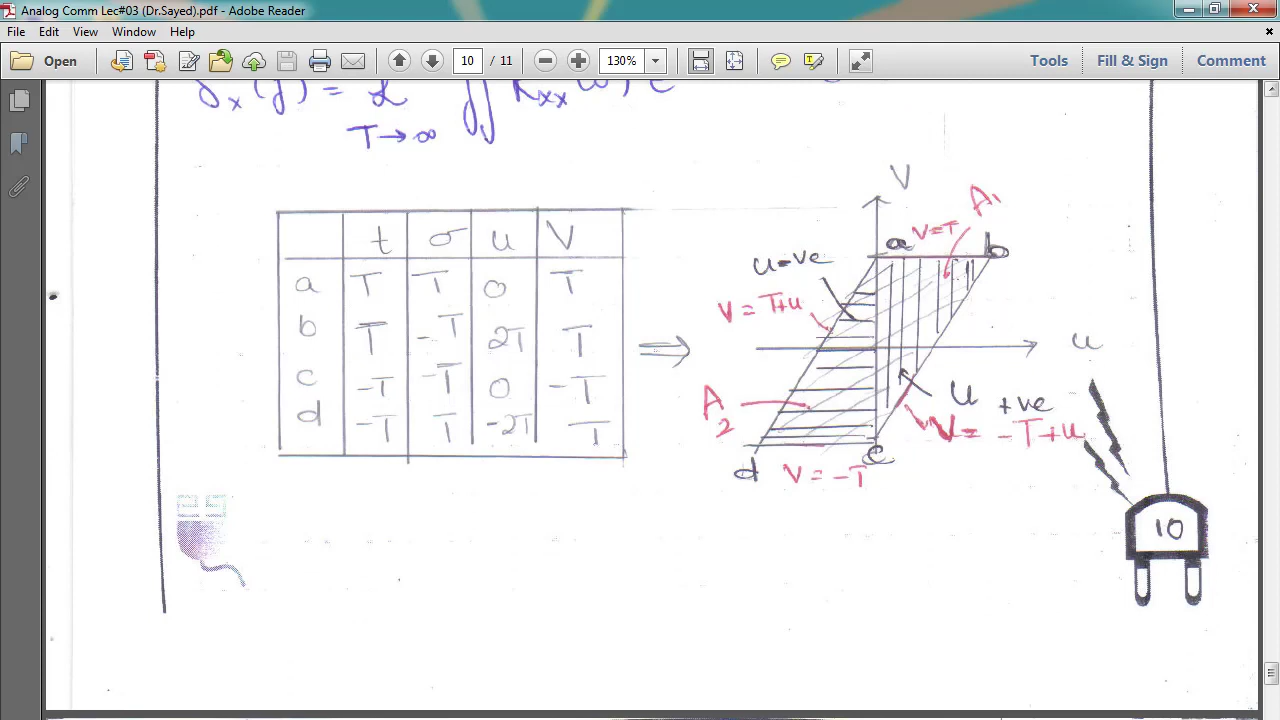 Analog Comm Lec#03 (Dr.Sayed).pdf - Adobe Reader
File Edit View Window Help
Open 10 / 11 130% Tools Fill & Sign Comment
T→∞
t σ u V
a T T 0 T
b T -T 2T T
c -T -T 0 -T
d -T T -2T -T
⇒
V
A1
a V=T b
u=-ve
V = T+u
u
A2
U +ve
V = -T+u
d V = -T c
10